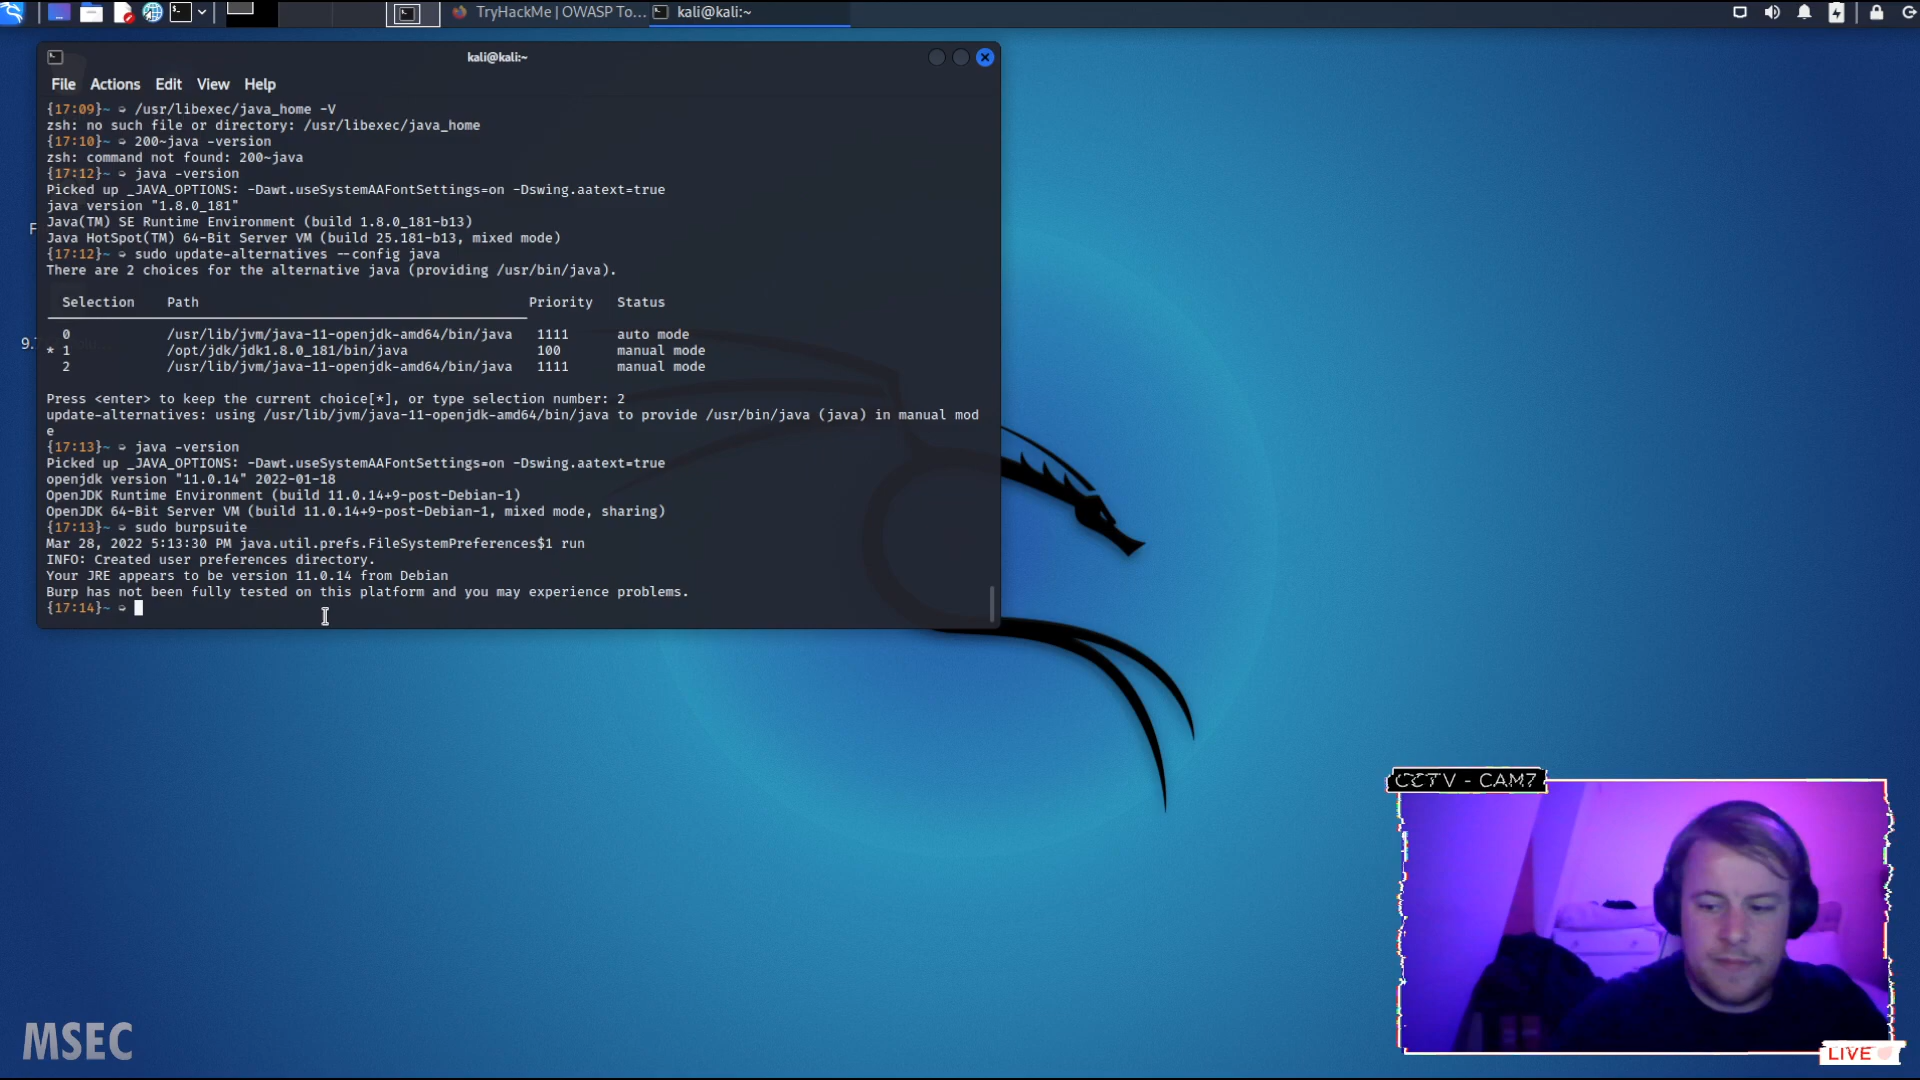 TryHackMe | OWASP To...
kali@kali:~
kali@kali:~
File Actions Edit View Help
{17:09}~ ➭ /usr/libexec/java_home -V
zsh: no such file or directory: /usr/libexec/java_home
{17:10}~ ➭ 200~java -version
zsh: command not found: 200~java
{17:12}~ ➭ java -version
Picked up _JAVA_OPTIONS: -Dawt.useSystemAAFontSettings=on -Dswing.aatext=true
java version "1.8.0_181"
Java(TM) SE Runtime Environment (build 1.8.0_181-b13)
Java HotSpot(TM) 64-Bit Server VM (build 25.181-b13, mixed mode)
{17:12}~ ➭ sudo update-alternatives --config java
There are 2 choices for the alternative java (providing /usr/bin/java).
Selection Path Priority Status
0 /usr/lib/jvm/java-11-openjdk-amd64/bin/java 1111 auto mode
* 1 /opt/jdk/jdk1.8.0_181/bin/java 100 manual mode
2 /usr/lib/jvm/java-11-openjdk-amd64/bin/java 1111 manual mode
Press <enter> to keep the current choice[*], or type selection number: 2
update-alternatives: using /usr/lib/jvm/java-11-openjdk-amd64/bin/java to provide /usr/bin/java (java) in manual mod
e
{17:13}~ ➭ java -version
Picked up _JAVA_OPTIONS: -Dawt.useSystemAAFontSettings=on -Dswing.aatext=true
openjdk version "11.0.14" 2022-01-18
OpenJDK Runtime Environment (build 11.0.14+9-post-Debian-1)
OpenJDK 64-Bit Server VM (build 11.0.14+9-post-Debian-1, mixed mode, sharing)
{17:13}~ ➭ sudo burpsuite
Mar 28, 2022 5:13:30 PM java.util.prefs.FileSystemPreferences$1 run
INFO: Created user preferences directory.
Your JRE appears to be version 11.0.14 from Debian
Burp has not been fully tested on this platform and you may experience problems.
{17:14}~ ➭
F
9.
CCTV - CAM7
MSEC
LIVE